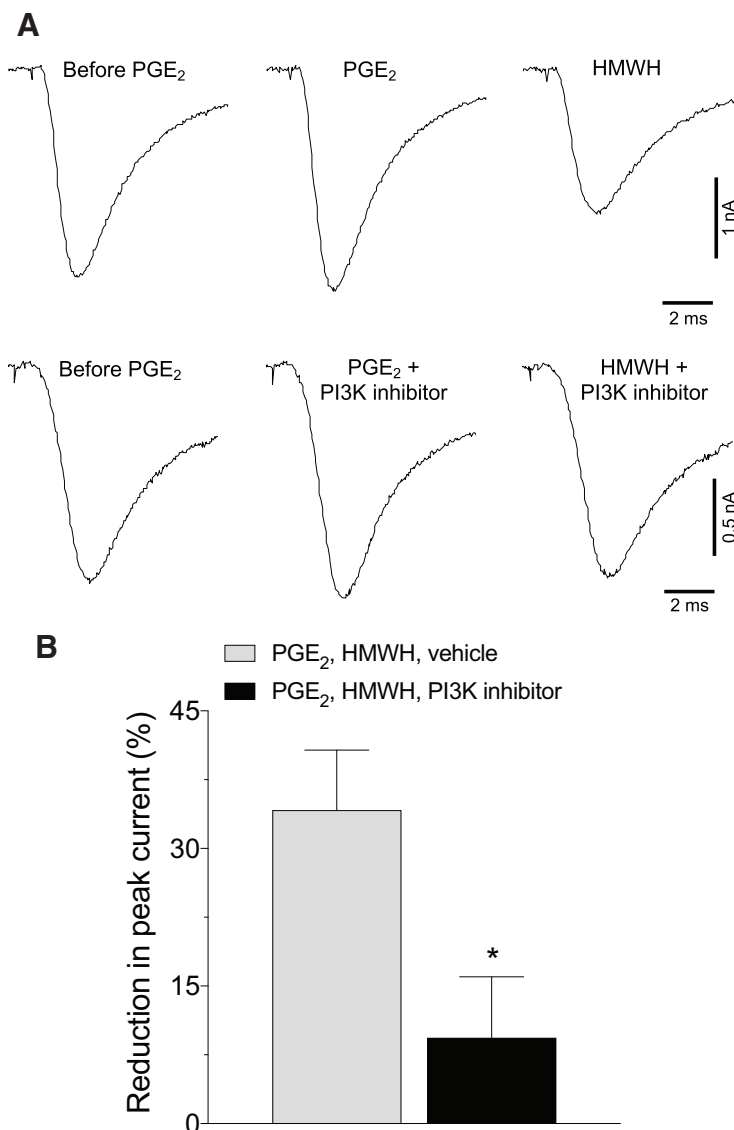 A
Before PGE₂
PGE₂
HMWH
1 nA
2 ms
Before PGE₂
PGE₂ +
PI3K inhibitor
HMWH +
PI3K inhibitor
0.5 nA
2 ms
B
PGE₂, HMWH, vehicle
PGE₂, HMWH, PI3K inhibitor
Reduction in peak current (%)
45
30
15
0
*